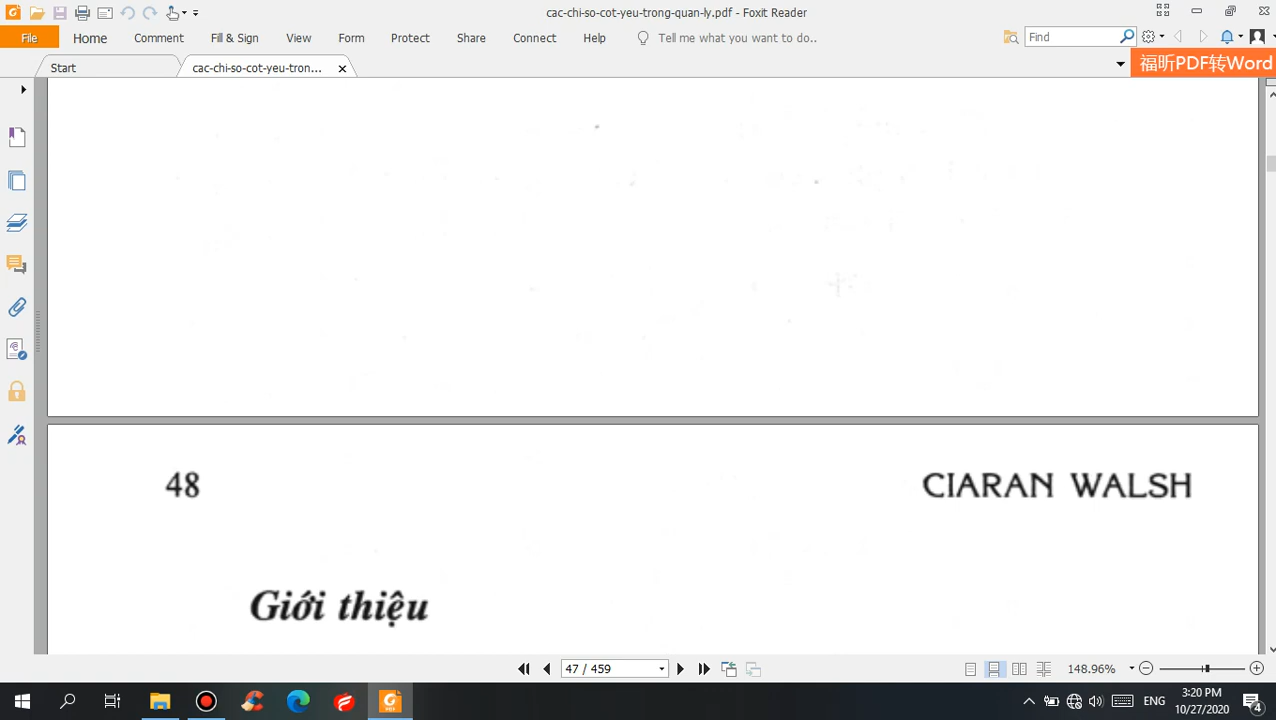 cac-chi-so-cot-yeu-trong-quan-ly.pdf - Foxit Reader
File Home Comment Fill & Sign View Form Protect Share Connect Help Tell me what you want to do.. Find
Start cac-chi-so-cot-yeu-tron... 福昕PDF转Word
48 CIARAN WALSH
Giới thiệu
47 / 459 148.96%
ENG 3:20 PM
10/27/2020 4